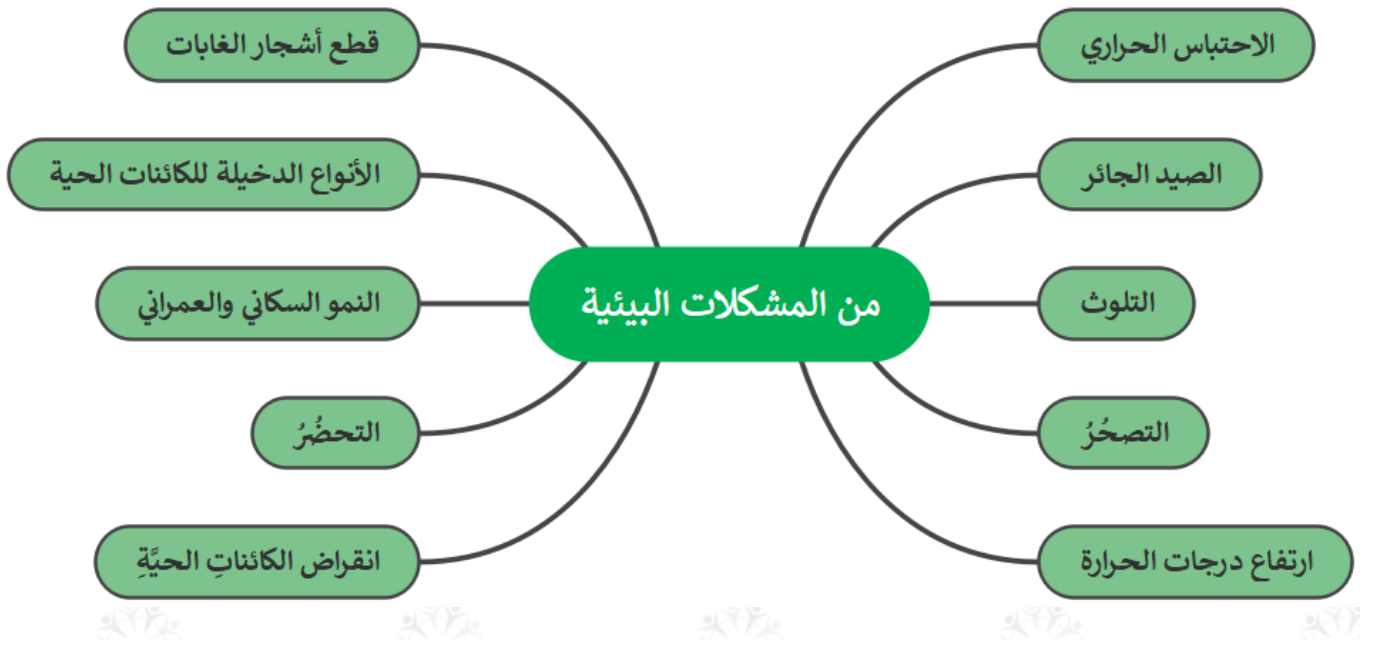 من المشكلات البيئية
الاحتباس الحراري
الصيد الجائر
التلوث
التصحُرُ
ارتفاع درجات الحرارة
قطع أشجار الغابات
الأنواع الدخيلة للكائنات الحية
النمو السكاني والعمراني
التحضُرُ
انقراض الكائناتِ الحيَّةِ